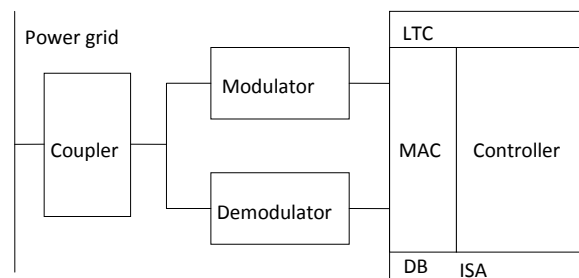 Power grid
LTC
Modulator
Coupler
MAC
Controller
Demodulator
DB
ISA